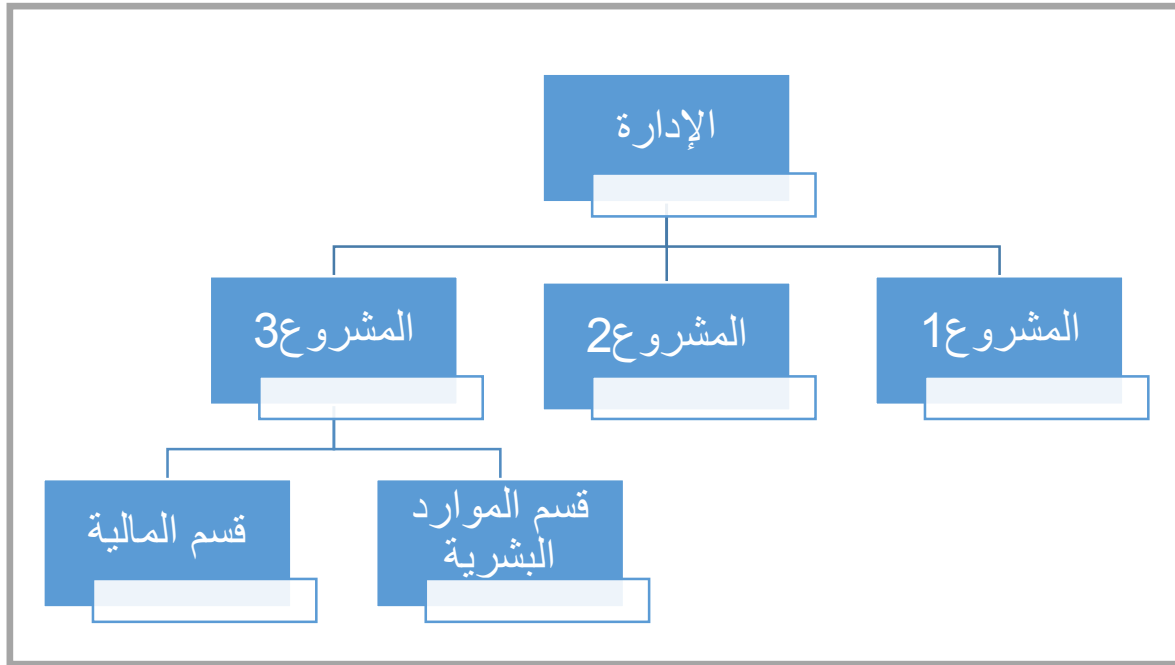 الإدارة
المشروع1
المشروع2
المشروع3
قسم الموارد
البشرية
قسم المالية